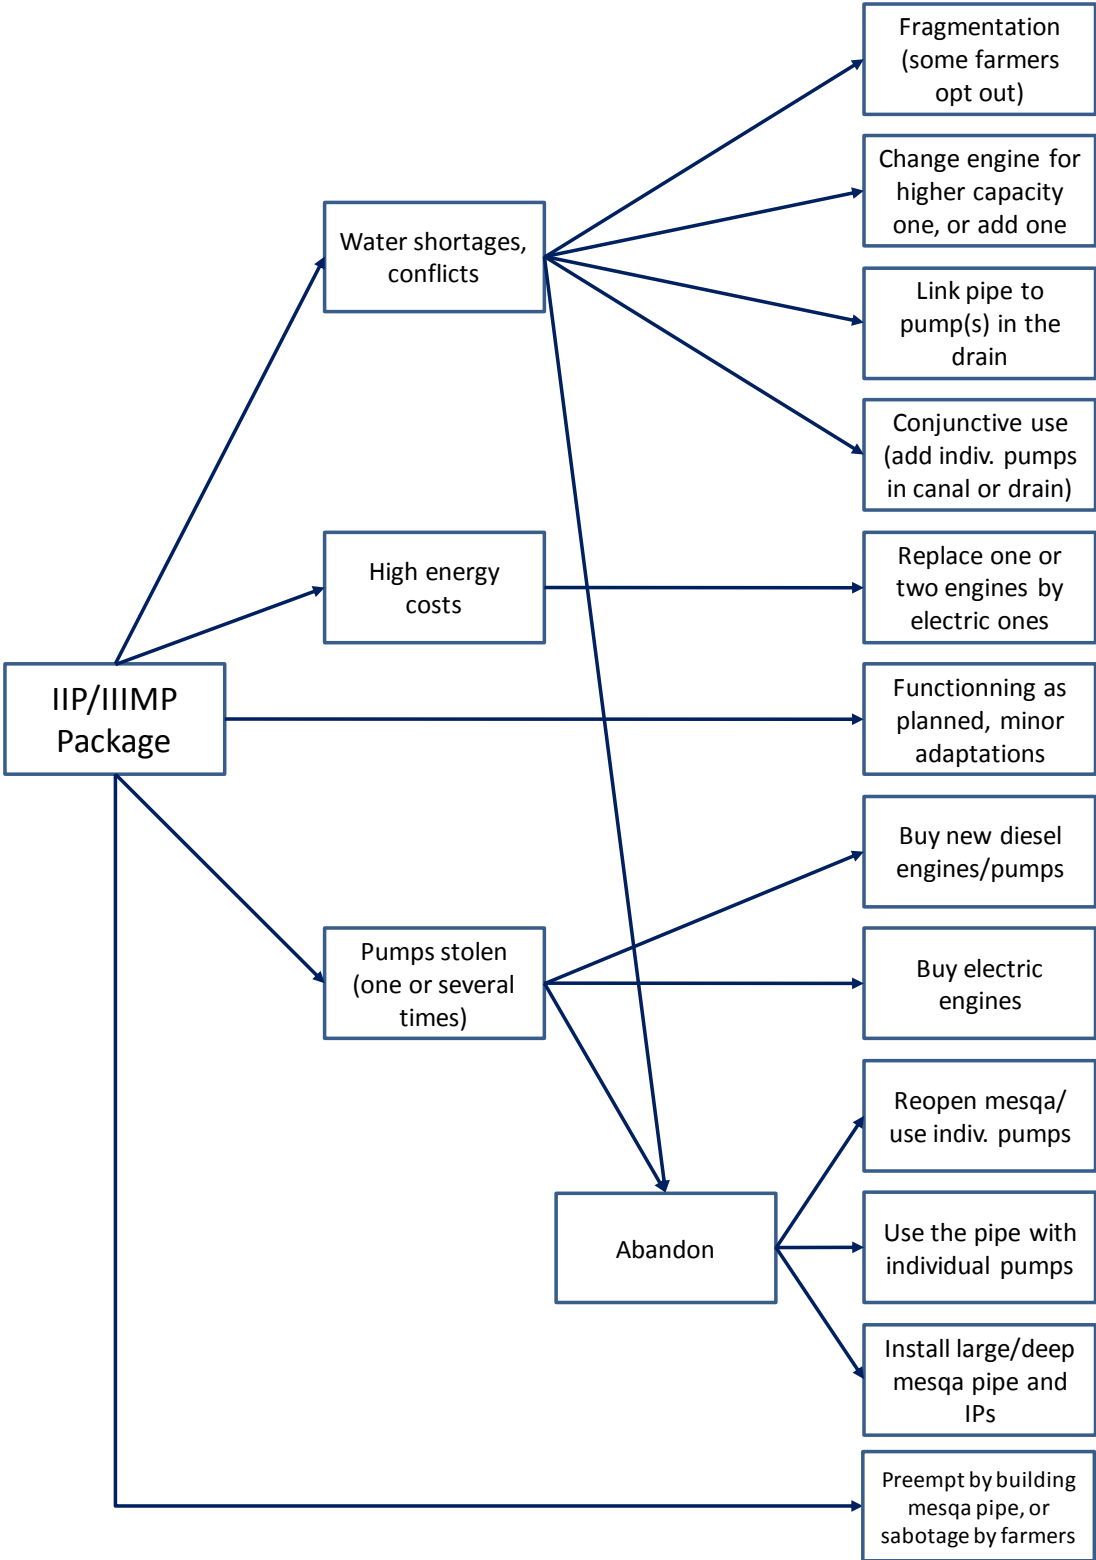 Fragmentation
(some farmers
opt out)
Change engine for
higher capacity
one, or add one
Water shortages,
conflicts
Link pipe to
pump(s) in the
drain
Conjunctive use
(add indiv. pumps
in canal or drain)
High energy
costs
Replace one or
two engines by
electric ones
IIP/IIIMP
Package
Functionning as
planned, minor
adaptations
Buy new diesel
engines/pumps
Pumps stolen
(one or several
times)
Buy electric
engines
Reopen mesqa/
use indiv. pumps
Abandon
Use the pipe with
individual pumps
Install large/deep
mesqa pipe and
IPs
Preempt by building
mesqa pipe, or
sabotage by farmers